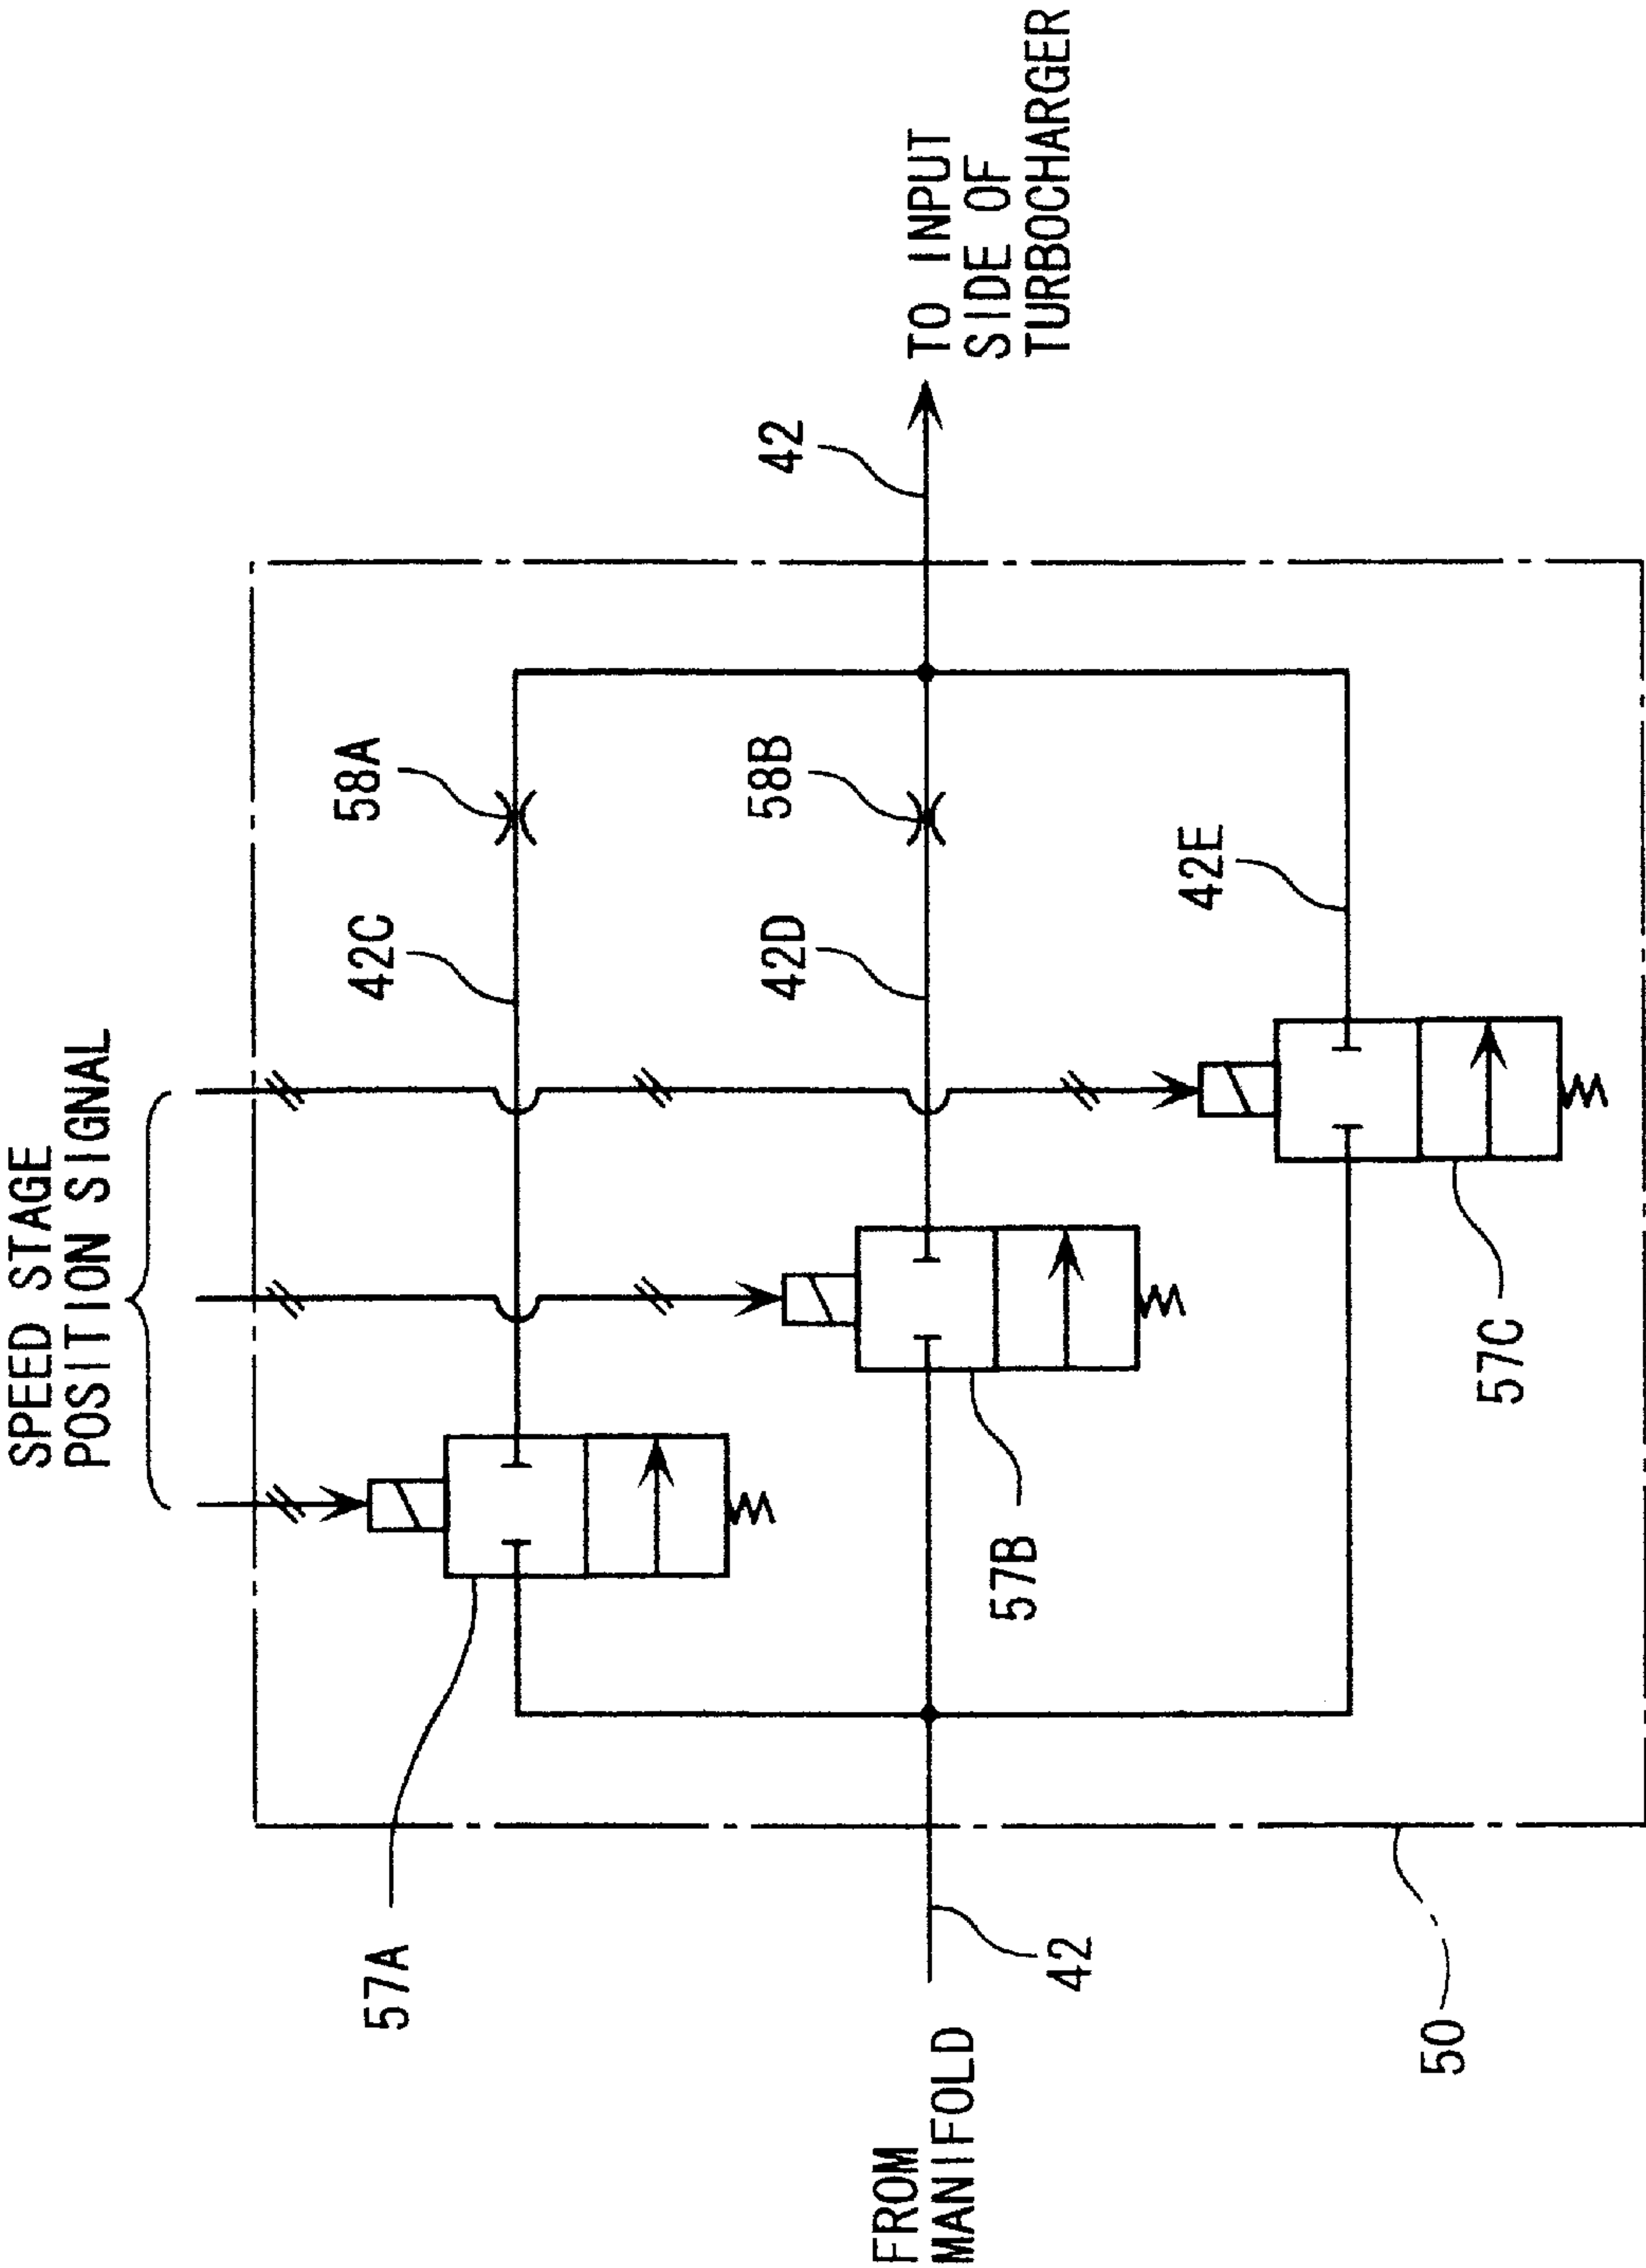 SPEED STAGE
POSITION SIGNAL
57A
42C
58A
57B
42D
58B
57C
42E
FROM
MANIFOLD
42
42
TO INPUT
SIDE OF
TURBOCHARGER
50